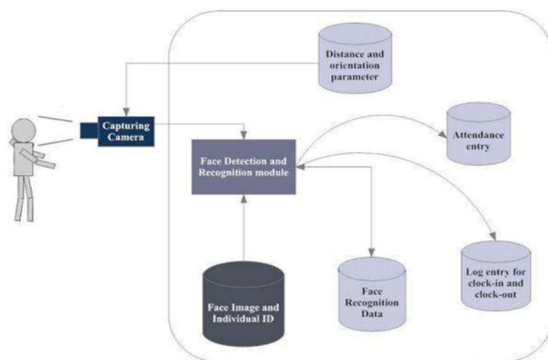 Distance and
orientation
parameter
Capturing
Camera
Attendance
entry
Face Detection and
Recognition module
Face Image and
Individual ID
Face
Recognition
Data
Log entry for
clock-in and
clock-out